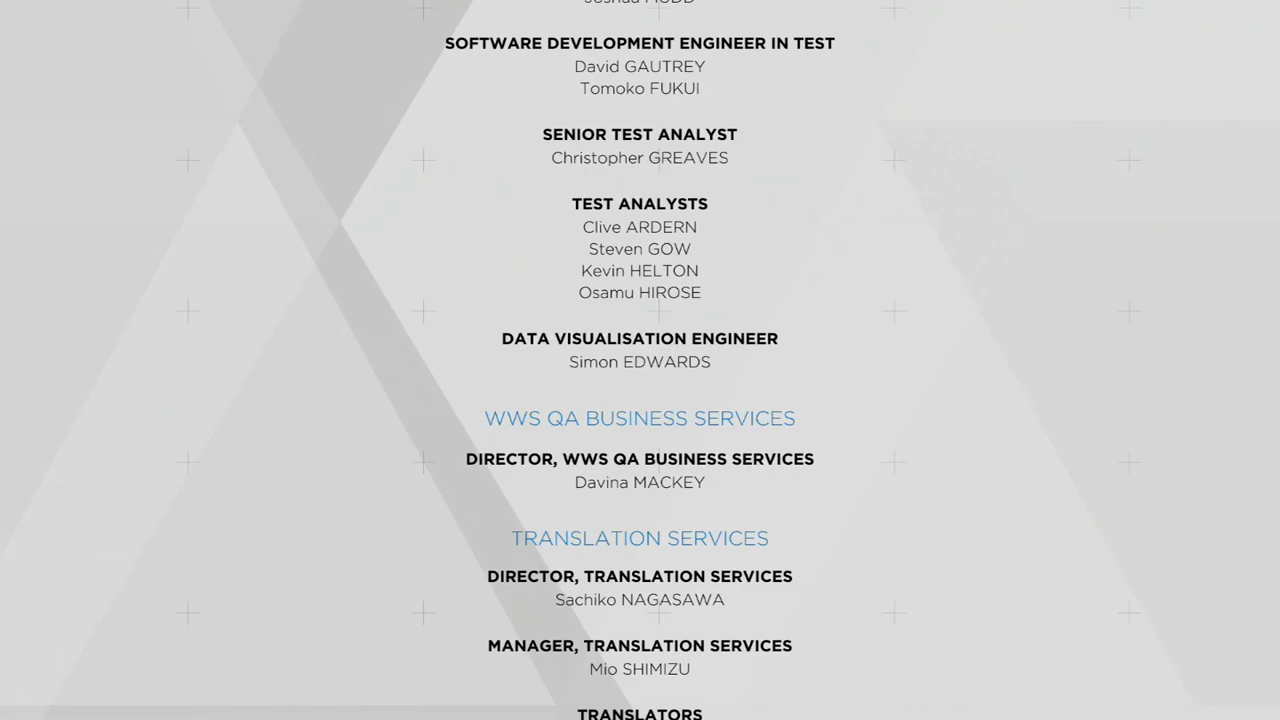 SOFTWARE DEVELOPMENT ENGINEER IN TEST
David GAUTREY
Tomoko FUKUI
SENIOR TEST ANALYST
Christopher GREAVES
TEST ANALYSTS
Clive ARDERN
Steven GOW
Kevin HELTON
Osamu HIROSE
DATA VISUALISATION ENGINEER
Simon EDWARDS
WWS QA BUSINESS SERVICES
DIRECTOR, WWS QA BUSINESS SERVICES
Davina MACKEY
TRANSLATION SERVICES
DIRECTOR, TRANSLATION SERVICES
Sachiko NAGASAWA
MANAGER, TRANSLATION SERVICES
Mio SHIMIZU
TRANSLATORS